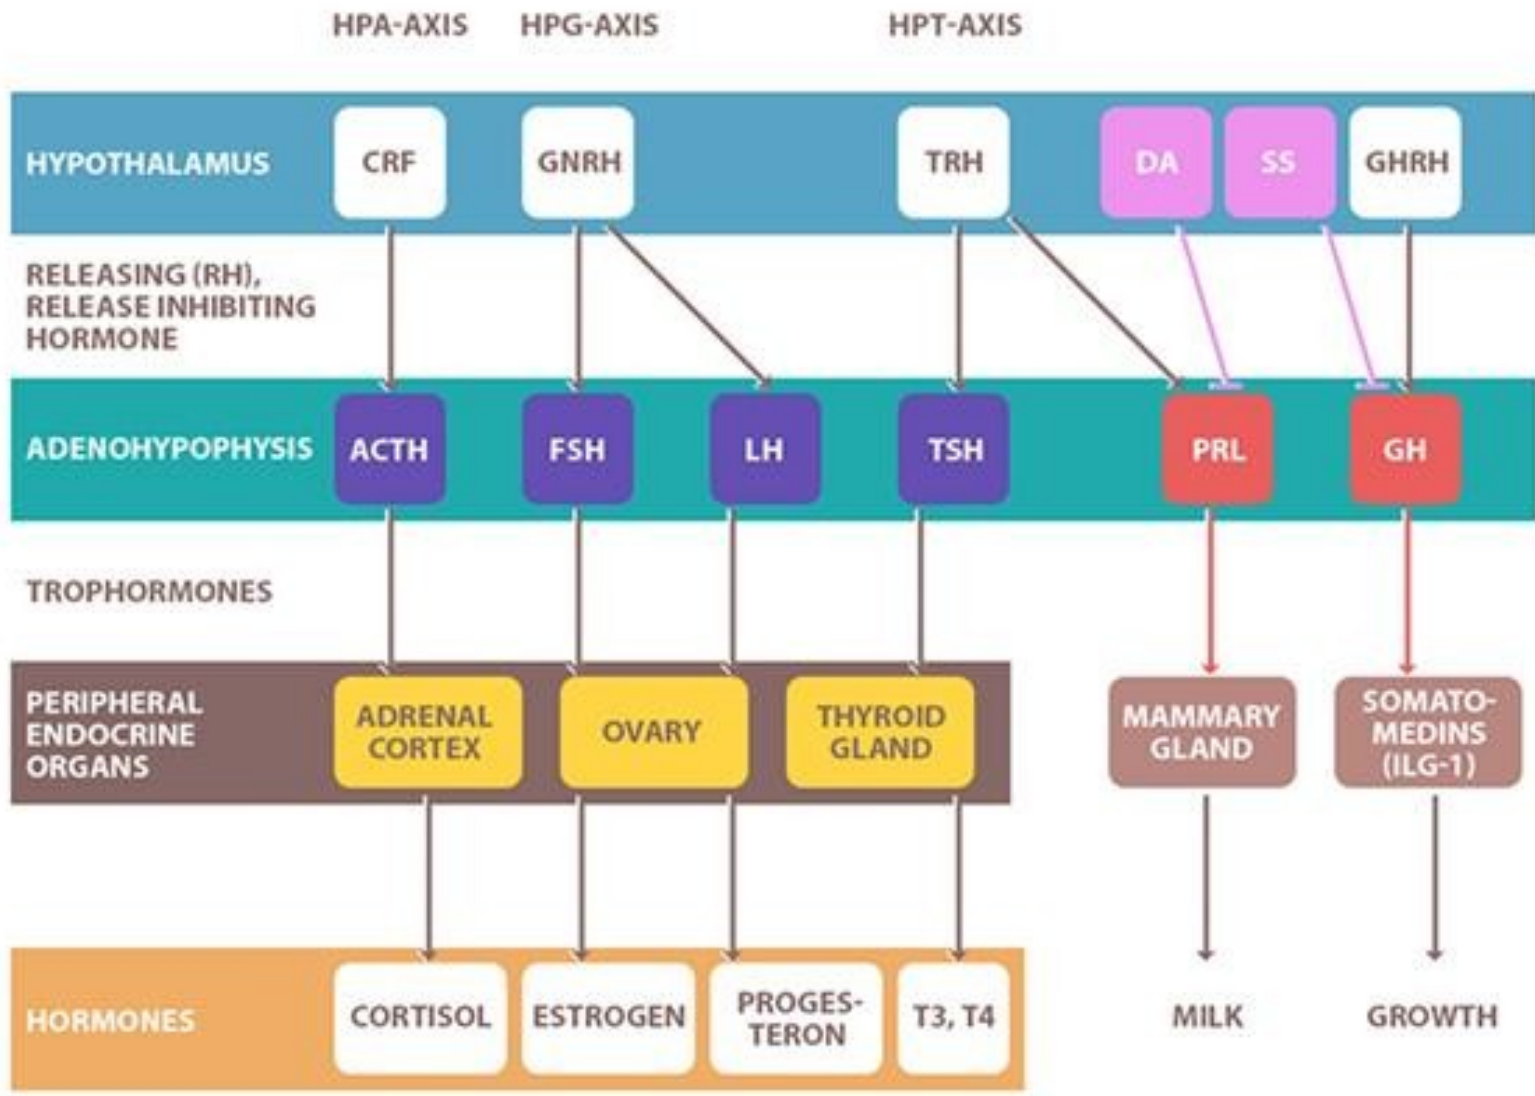 HPA-AXIS HPG-AXIS HPT-AXIS
HYPOTHALAMUS CRF GNRH TRH DA SS GHRH
RELEASING (RH),
RELEASE INHIBITING
HORMONE
ADENOHYPOPHYSIS ACTH FSH LH TSH PRL GH
TROPHORMONES
PERIPHERAL
ENDOCRINE
ORGANS
ADRENAL
CORTEX
OVARY
THYROID
GLAND
MAMMARY
GLAND
SOMATO-
MEDINS
(ILG-1)
HORMONES
CORTISOL
ESTROGEN
PROGES-
TERON
T3, T4
MILK
GROWTH